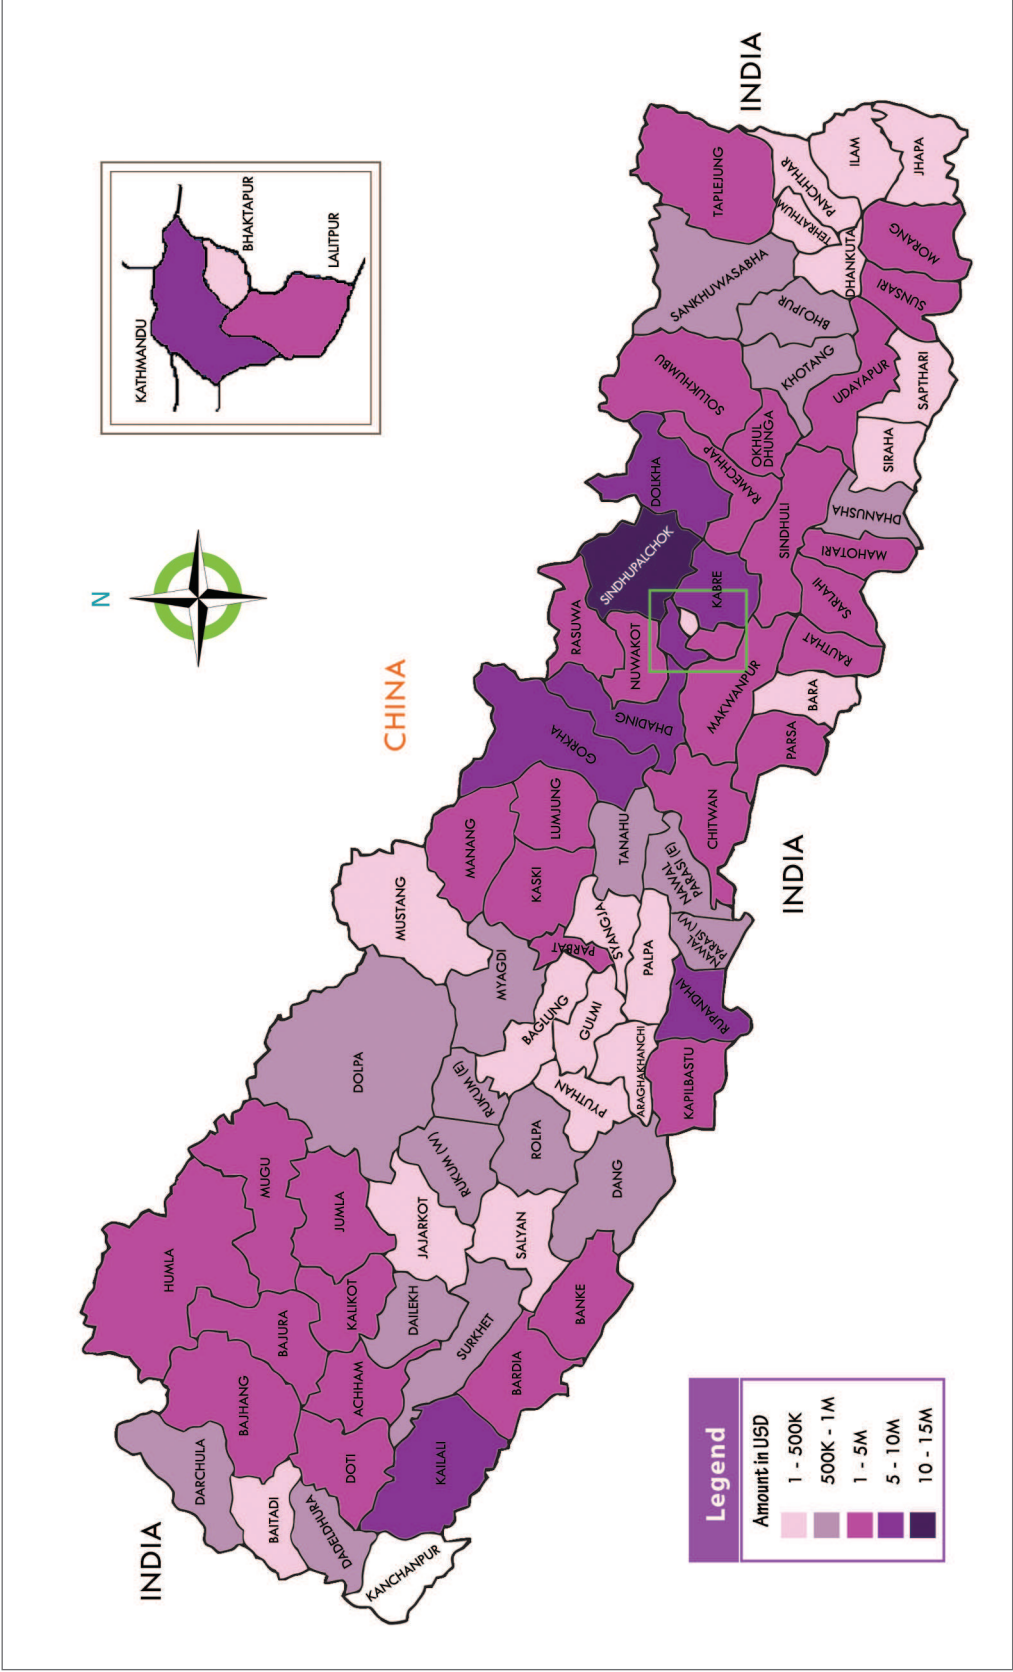 N
CHINA
INDIA
INDIA
INDIA
KATHMANDU
BHAKTAPUR
LALITPUR
DARCHULA
BAITADI
DADELDHURA
KANCHANPUR
BAJHANG
DOTI
KAILALI
HUMLA
BAJURA
ACHHAM
MUGU
JUMLA
KALIKOT
DAILEKH
SURKHET
BARDIA
BANKE
JAJARKOT
SALYAN
DOLPA
RUKUM (W)
RUKUM (E)
ROLPA
DANG
PYUTHAN
MUSTANG
MYAGDI
BAGLUNG
GULMI
ARAGHAKHANCHI
KAPILBASTU
PARBAT
SYANGJA
PALPA
RUPANDHAI
NAWAL
PARASI (W)
NAWAL
PARASI (E)
MANANG
KASKI
LUMJUNG
TANAHU
CHITWAN
GORKHA
DHADING
RASUWA
NUWAKOT
MAKWANPUR
PARSA
BARA
RAUTHAT
SINDHUPALCHOK
KABRE
SARLAHI
MAHOTARI
SINDHULI
DHANUSHA
DOLKHA
RAMECHHAP
SIRAHA
SOLUKHUMBU
OKHUL
DHUNGA
UDAYAPUR
SAPTHARI
KHOTANG
SANKHUWASABHA
BHOJPUR
SUNSARI
MORANG
DHANKUTA
TEHRATHUM
TAPLEJUNG
PANCHTHAR
ILAM
JHAPA
Legend
Amount in USD
1 - 500K
500K - 1M
1 - 5M
5 - 10M
10 - 15M